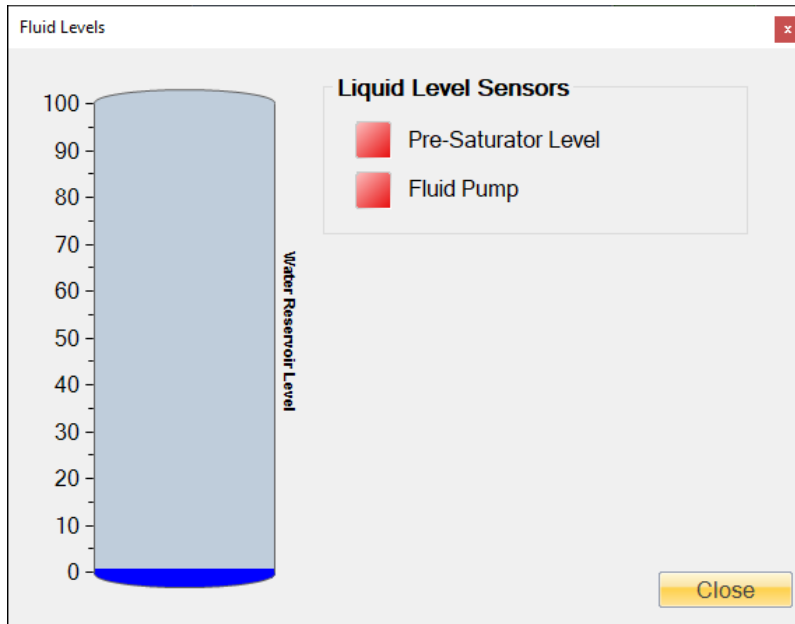 Fluid Levels
x
Liquid Level Sensors
Pre-Saturator Level
Fluid Pump
100
90
80
70
60
50
40
30
20
10
0
Water Reservoir Level
Close